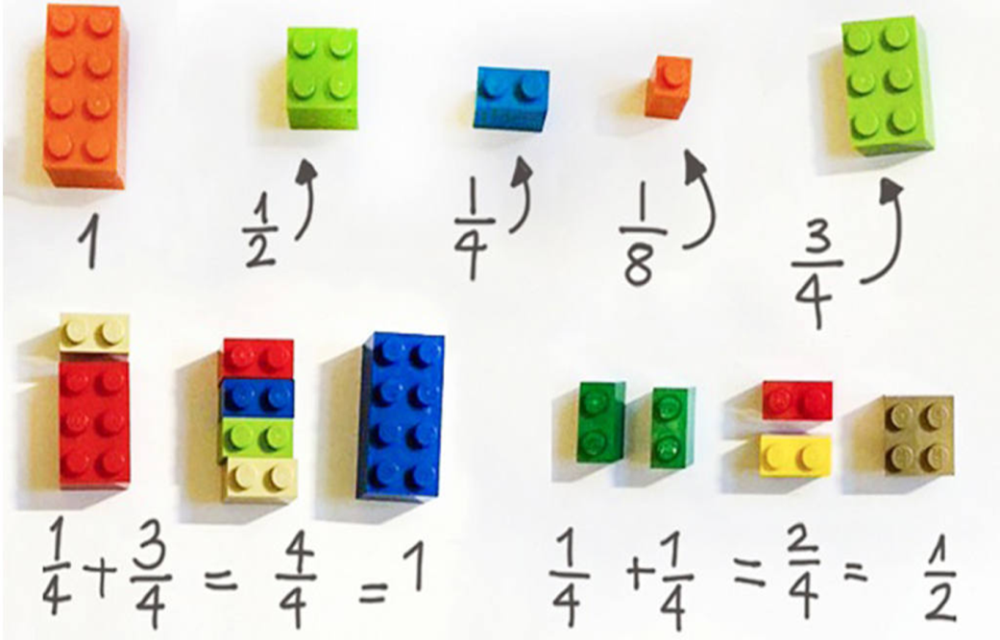 1
1/2
1/4
1/8
3/4
1/4 + 3/4 = 4/4 = 1
1/4 + 1/4 = 2/4 = 1/2